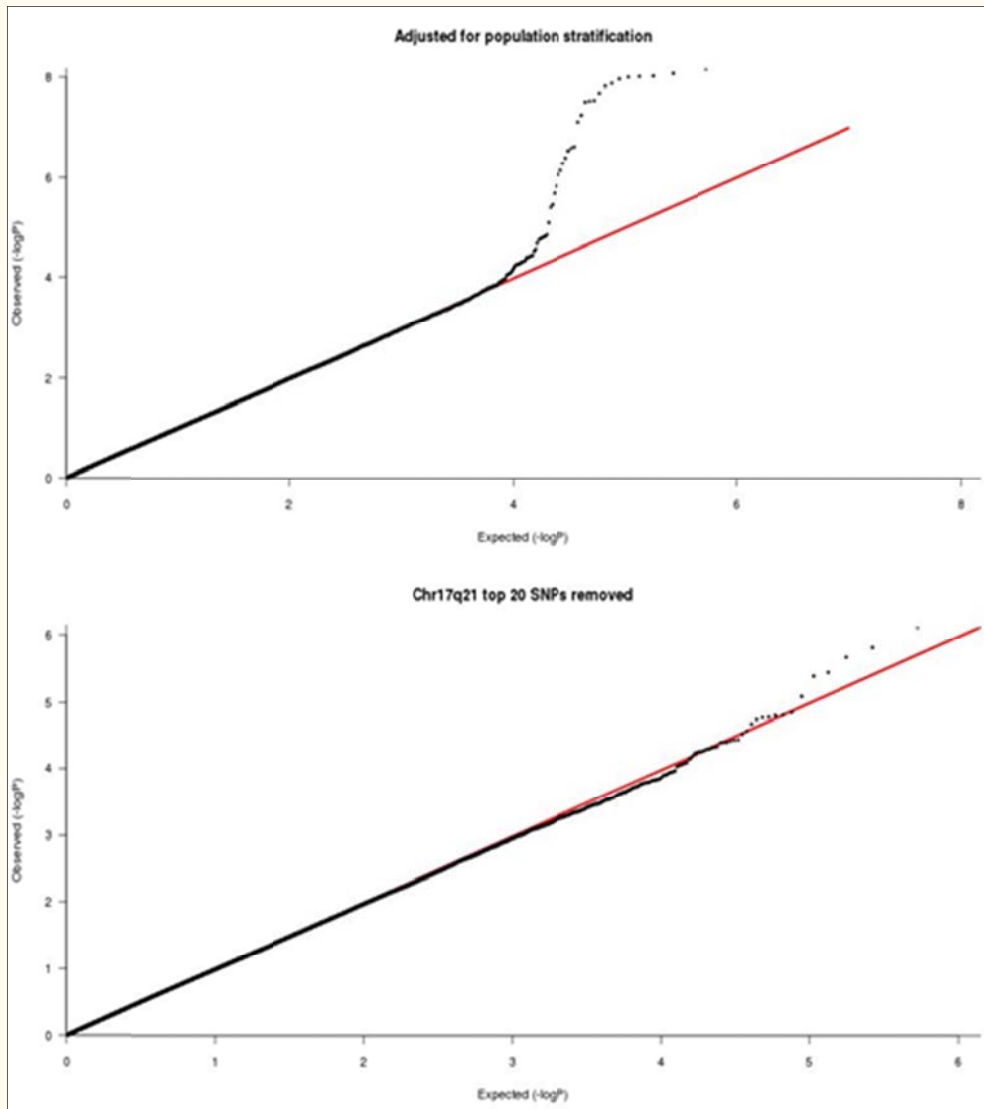 Adjusted for population stratification
8
6
4
2
0
Observed (-logP)
0 2 4 6 8
Expected (-logP)
Chr17q21 top 20 SNPs removed
6
5
4
3
2
1
0
Observed (-logP)
0 1 2 3 4 5 6
Expected (-logP)